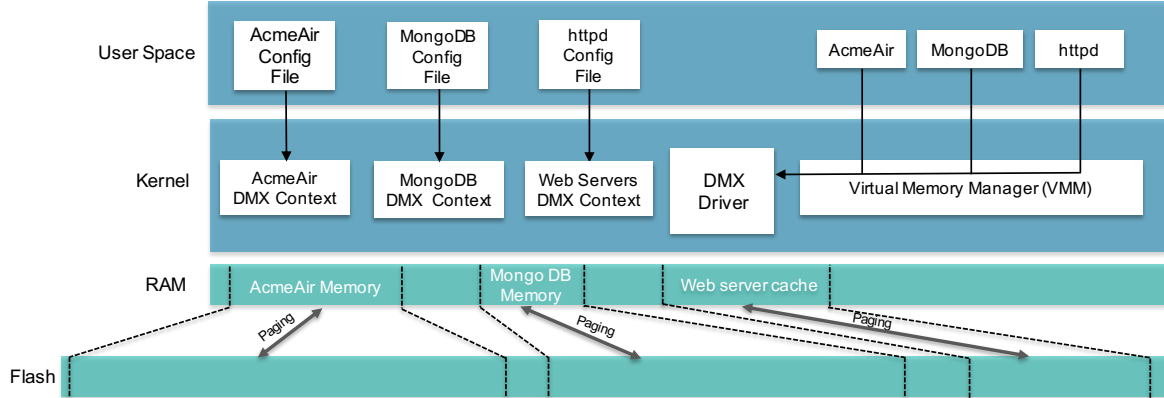 User Space
AcmeAir
Config
File
MongoDB
Config
File
httpd
Config
File
AcmeAir
MongoDB
httpd
Kernel
AcmeAir
DMX Context
MongoDB
DMX Context
Web Servers
DMX Context
DMX
Driver
Virtual Memory Manager (VMM)
RAM
AcmeAir Memory
Mongo DB
Memory
Web server cache
Paging
Paging
Paging
Flash